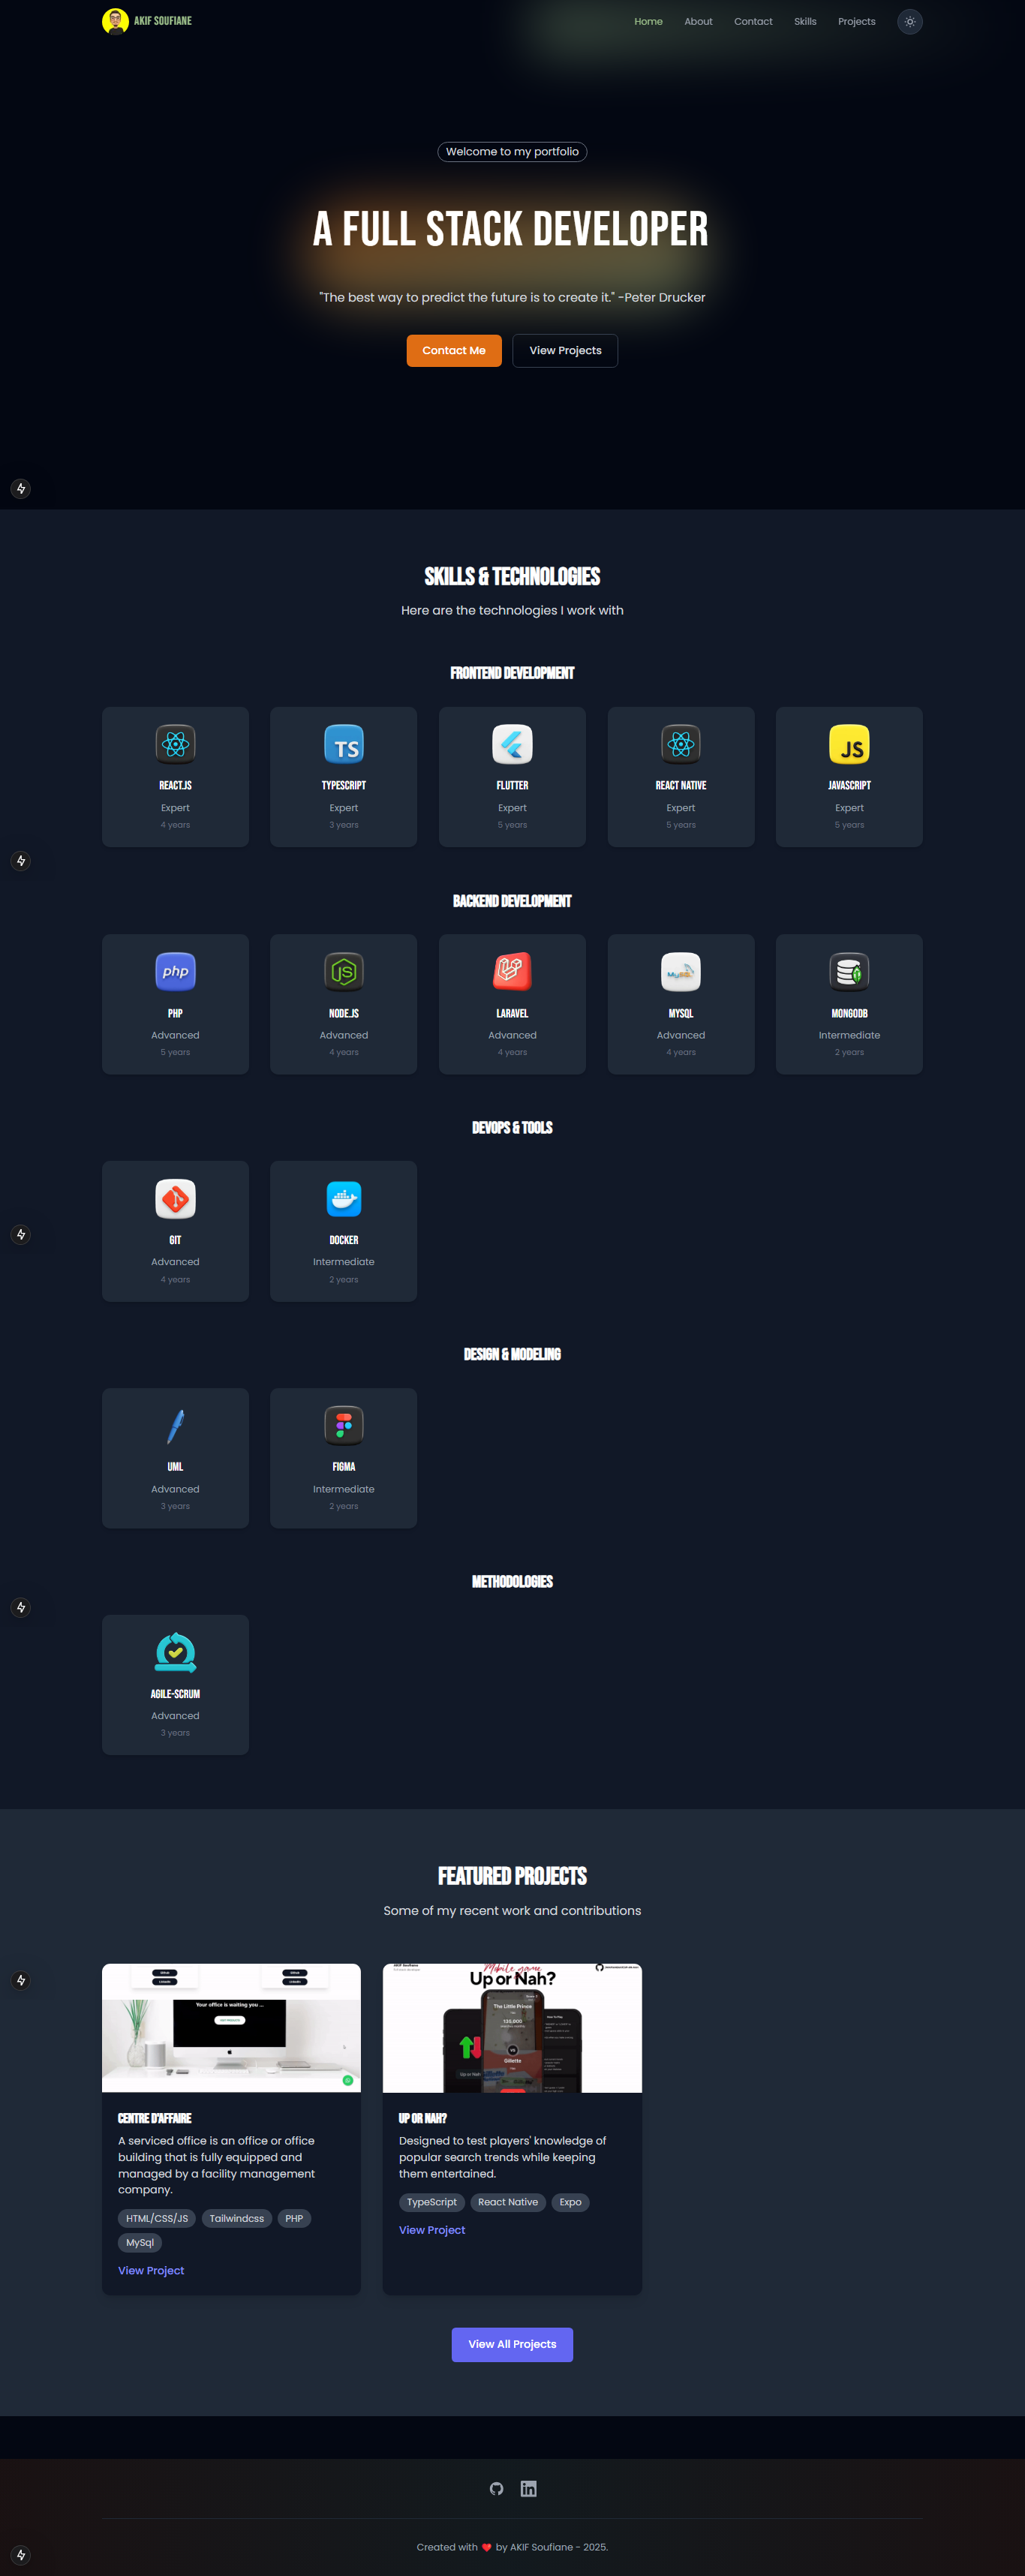 AKIF SOUFIANE
Home About Contact Skills Projects
Welcome to my portfolio
A FULL STACK DEVELOPER
"The best way to predict the future is to create it." -Peter Drucker
Contact Me View Projects
SKILLS & TECHNOLOGIES
Here are the technologies I work with
FRONTEND DEVELOPMENT
TS JS
REACT.JS TYPESCRIPT FLUTTER REACT NATIVE JAVASCRIPT
Expert Expert Expert Expert Expert
4 years 3 years 5 years 5 years 5 years
BACKEND DEVELOPMENT
php JS MySQL
PHP NODE.JS LARAVEL MYSQL MONGODB
Advanced Advanced Advanced Advanced Intermediate
5 years 4 years 4 years 4 years 2 years
DEVOPS & TOOLS
GIT DOCKER
Advanced Intermediate
4 years 2 years
DESIGN & MODELING
UML FIGMA
Advanced Intermediate
3 years 2 years
METHODOLOGIES
AGILE-SCRUM
Advanced
3 years
FEATURED PROJECTS
Some of my recent work and contributions
Your office is waiting you ...
Mobile game
Up or Nah?
The Little Prince
135,000
Gillette
Up or Nah
CENTRE D'AFFAIRE
A serviced office is an office or office
building that is fully equipped and
managed by a facility management
company.
HTML/CSS/JS Tailwindcss PHP
MySql
View Project
UP OR NAH?
Designed to test players' knowledge of
popular search trends while keeping
them entertained.
TypeScript React Native Expo
View Project
View All Projects
Created with ❤️ by AKIF Soufiane - 2025.